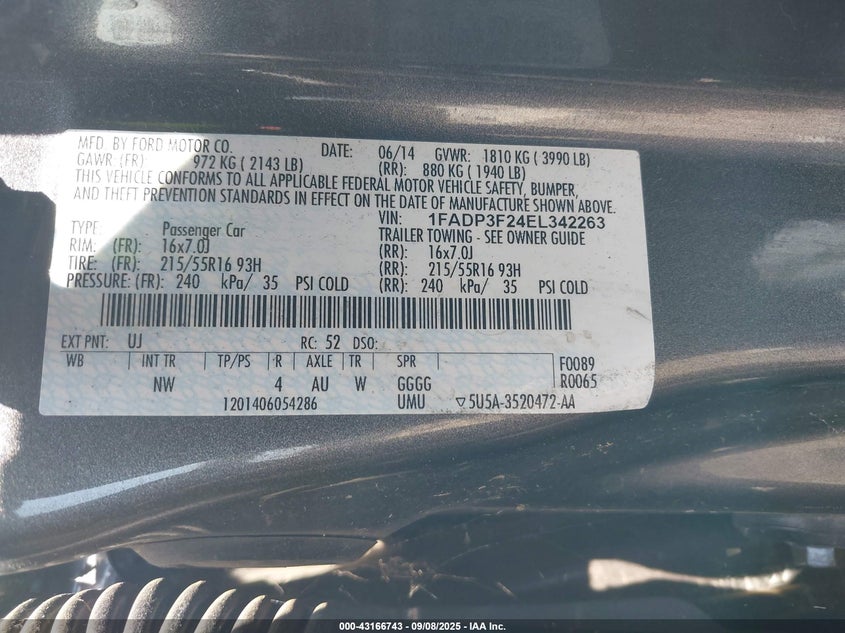 MFD. BY FORD MOTOR CO. DATE: 06/14 GVWR: 1810 KG ( 3990 LB)
GAWR: (FR): 972 KG ( 2143 LB) (RR): 880 KG ( 1940 LB)
THIS VEHICLE CONFORMS TO ALL APPLICABLE FEDERAL MOTOR VEHICLE SAFETY, BUMPER,
AND THEFT PREVENTION STANDARDS IN EFFECT ON THE DATE OF MANUFACTURE SHOWN ABOVE.
VIN: 1FADP3F24EL342263
TYPE: Passenger Car TRAILER TOWING - SEE OWNER GUIDE
RIM: (FR): 16x7.0J (RR): 16x7.0J
TIRE: (FR): 215/55R16 93H (RR): 215/55R16 93H
PRESSURE: (FR): 240 kPa/ 35 PSI COLD (RR): 240 kPa/ 35 PSI COLD
EXT PNT: UJ RC: 52 DSO:
WB INT TR TP/PS R AXLE TR SPR F0089
NW 4 AU W GGGG R0065
1201406054286 UMU ▽5U5A-3520472-AA
000-43166743 - 09/08/2025 - IAA Inc.